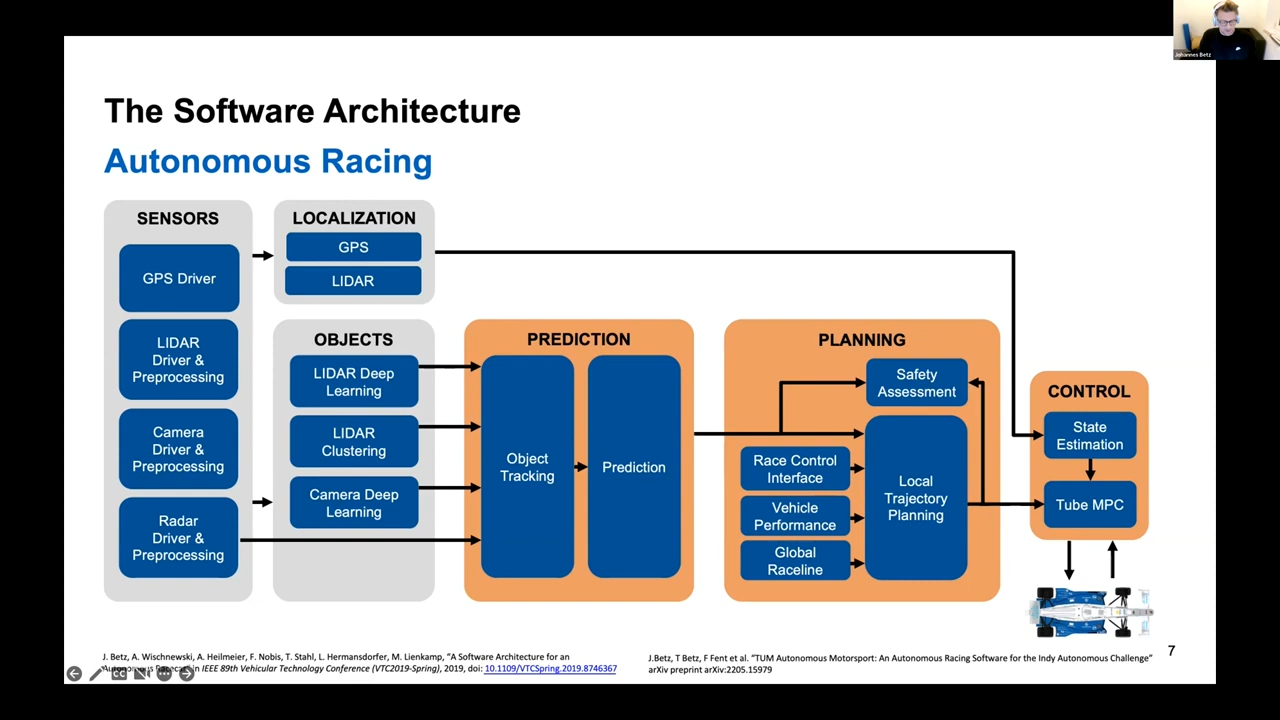 Johannes Betz
The Software Architecture
Autonomous Racing
SENSORS
GPS Driver
LIDAR
Driver &
Preprocessing
Camera
Driver &
Preprocessing
Radar
Driver &
Preprocessing
LOCALIZATION
GPS
LIDAR
OBJECTS
LIDAR Deep
Learning
LIDAR
Clustering
Camera Deep
Learning
PREDICTION
Object
Tracking
Prediction
PLANNING
Safety
Assessment
Race Control
Interface
Vehicle
Performance
Global
Raceline
Local
Trajectory
Planning
CONTROL
State
Estimation
Tube MPC
J. Betz, A. Wischnewski, A. Heilmeier, F. Nobis, T. Stahl, L. Hermansdorfer, M. Lienkamp, "A Software Architecture for an
in IEEE 89th Vehicular Technology Conference (VTC2019-Spring), 2019, doi: 10.1109/VTCSpring.2019.8746367
J.Betz, T Betz, F Fent et al. "TUM Autonomous Motorsport: An Autonomous Racing Software for the Indy Autonomous Challenge"
arXiv preprint arXiv:2205.15979
7
CC